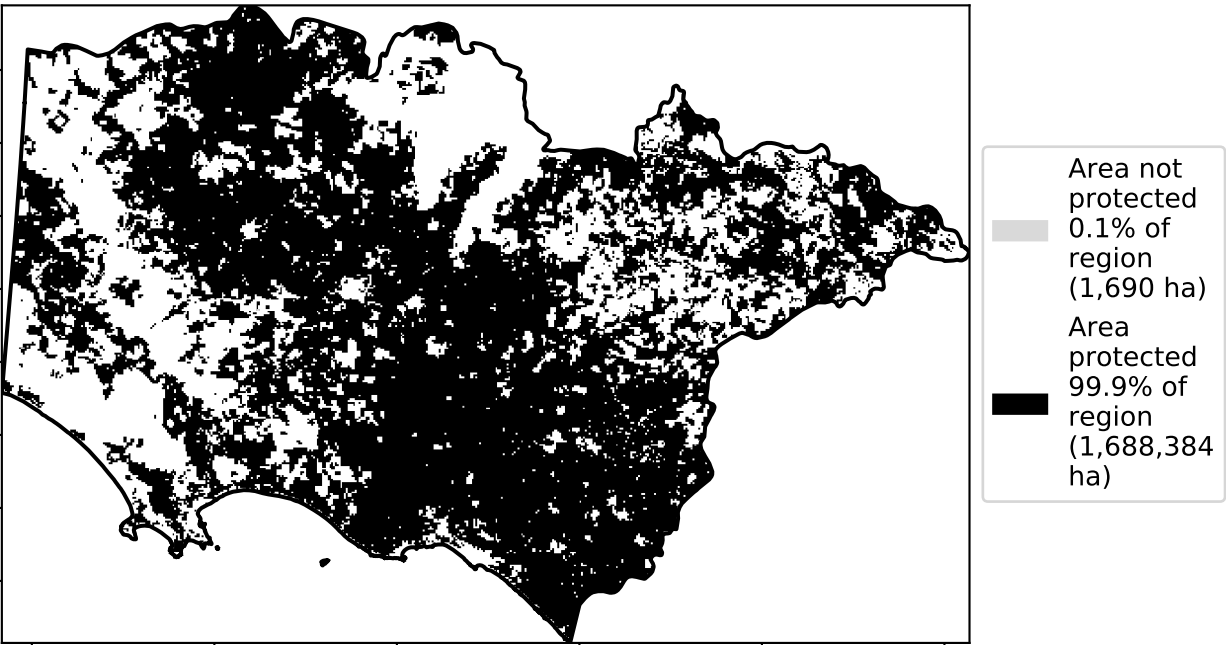 Area not
protected
0.1% of
region
(1,690 ha)
Area
protected
99.9% of
region
(1,688,384
ha)